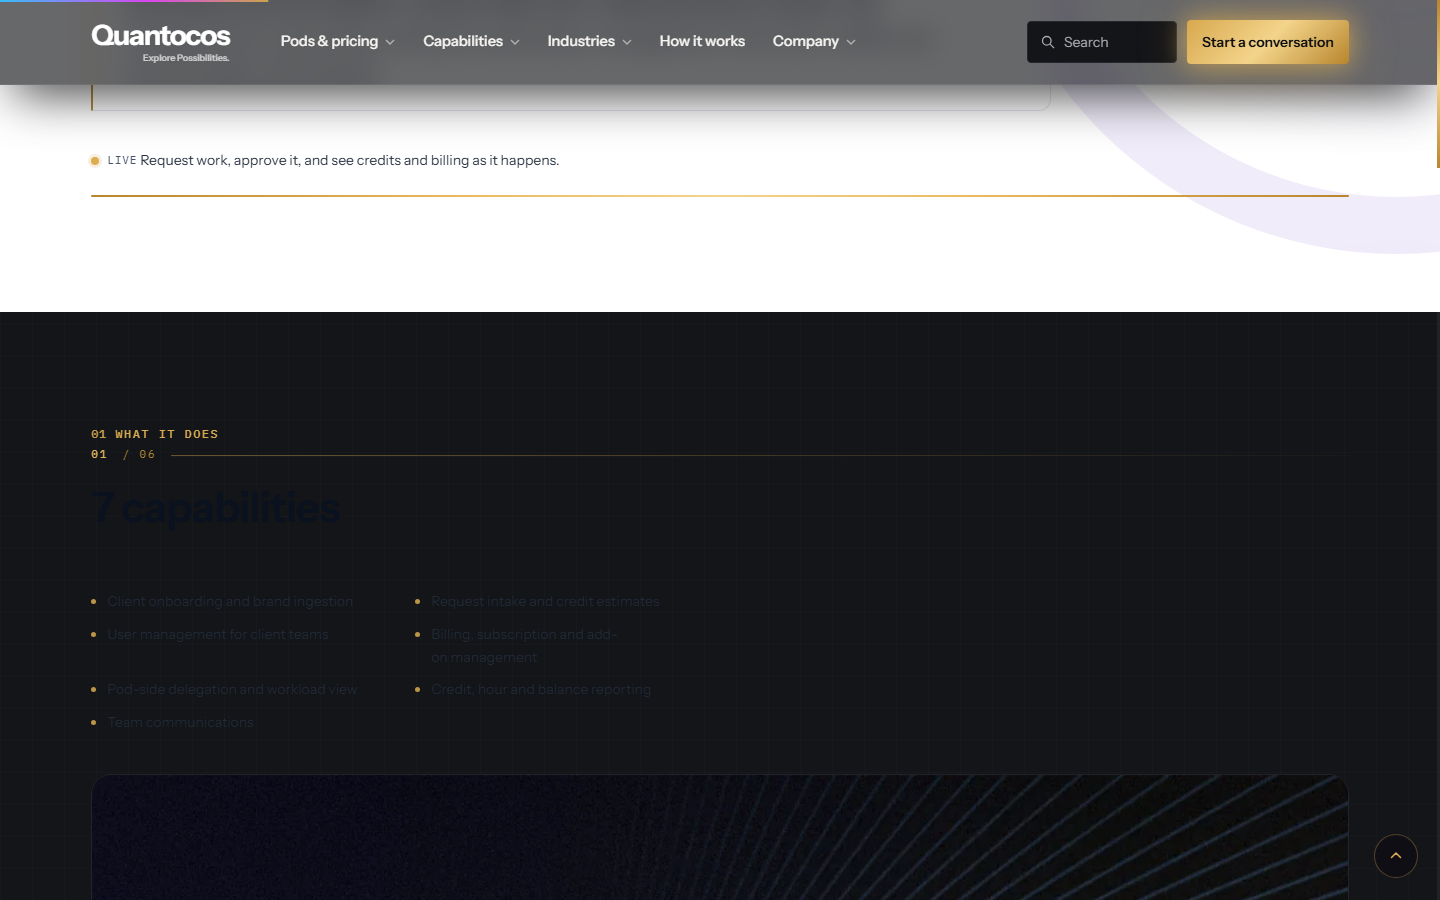 Quantocos
Explore Possibilities.
Pods & pricing
Capabilities
Industries
How it works
Company
Search
Start a conversation
LIVE Request work, approve it, and see credits and billing as it happens.
01 WHAT IT DOES
01 / 06
7 capabilities
Client onboarding and brand ingestion
Request intake and credit estimates
User management for client teams
Billing, subscription and add-
on management
Pod-side delegation and workload view
Credit, hour and balance reporting
Team communications